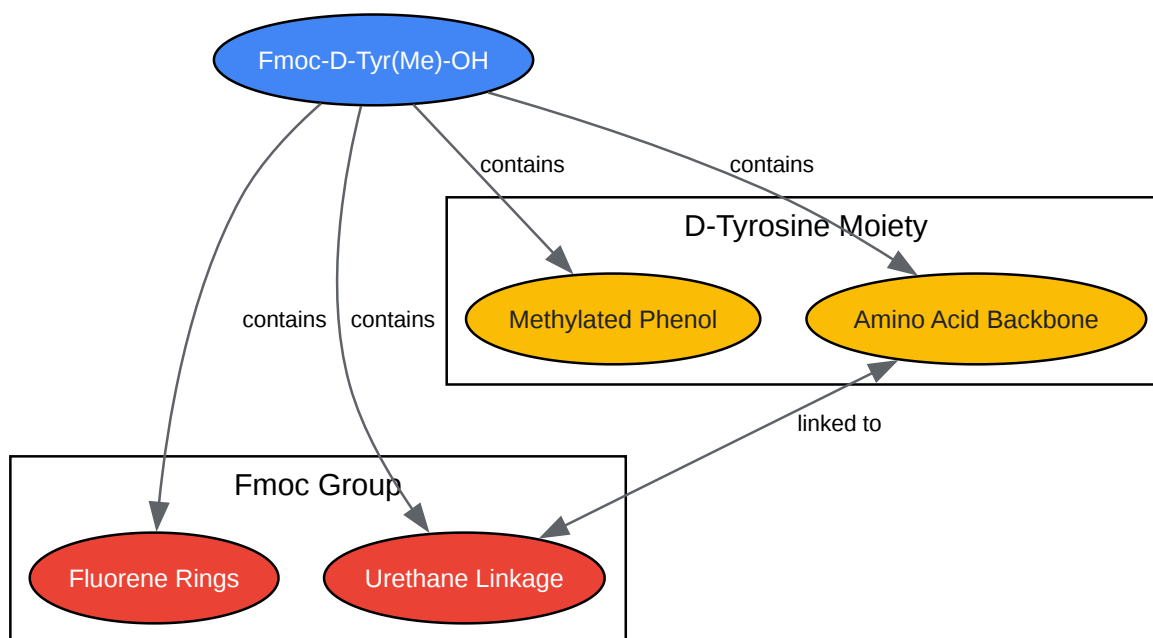 Fmoc-D-Tyr(Me)-OH
contains
contains
D-Tyrosine Moiety
Methylated Phenol
Amino Acid Backbone
contains
contains
linked to
Fmoc Group
Fluorene Rings
Urethane Linkage